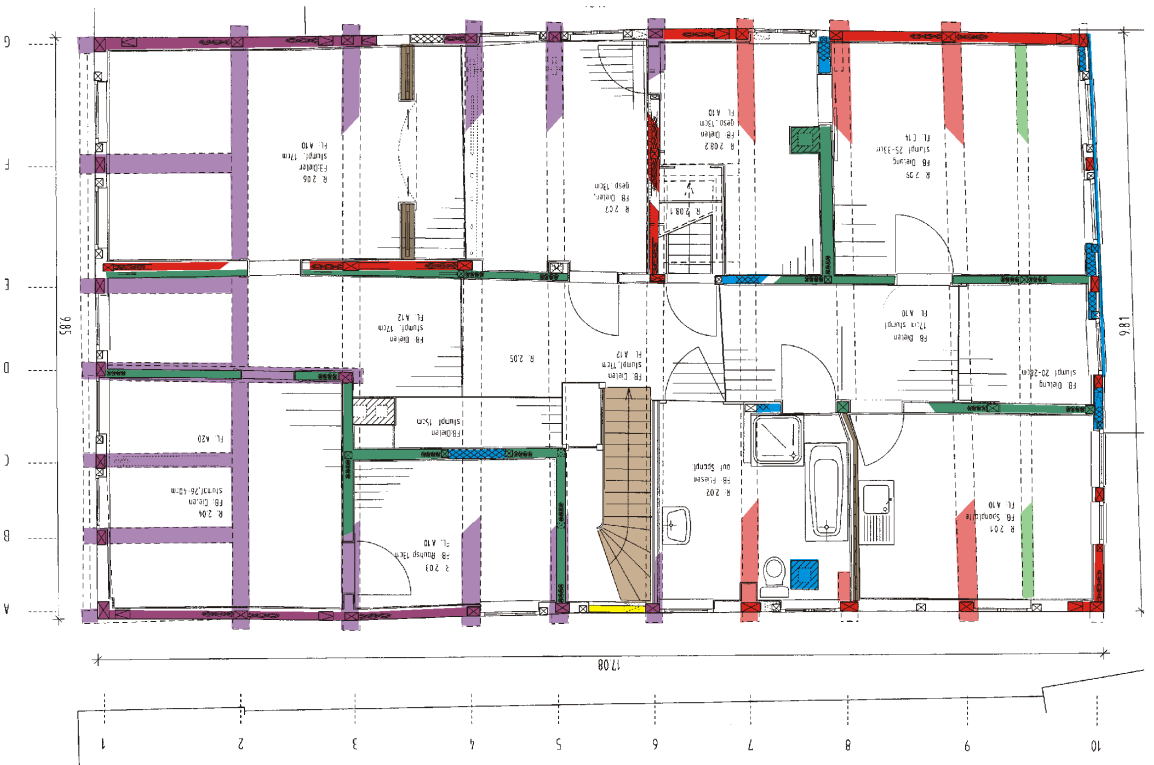 G
F
E
D
C
B
A
R. 2.06
FB:Dielen
stumpf. 17cm
FL. A10
R. 2.07
FB: Dielen,
gesp. 13cm
R. 2.08.2
FB: Dielen
gesp. 13cm
FL. A10
R. 2.08.1
R. 2.09
FB: Dielung
stumpf. 25-33cm
FL. C14
9.85
9.81
FB: Dielen
stumpf. 17cm
FL. A12
R. 2.05
FB: Dielen
stumpf. 17cm
FL. A12
FB: Dielen
17cm stumpf
FL. A10
FB: Dielung
stumpf. 20-28cm
FB:Dielen
stumpf 15cm
R. 2.04
FB: Dielen
stumpf. 26-40cm
FL. A20
R. 2.03
FB: Rauhsp. 13cm
FL. A10
R. 2.02
FB: Fliesen
auf Spanpl.
R. 2.01
FB: Spanplatte
FL. A10
17.08
1 2 3 4 5 6 7 8 9 10